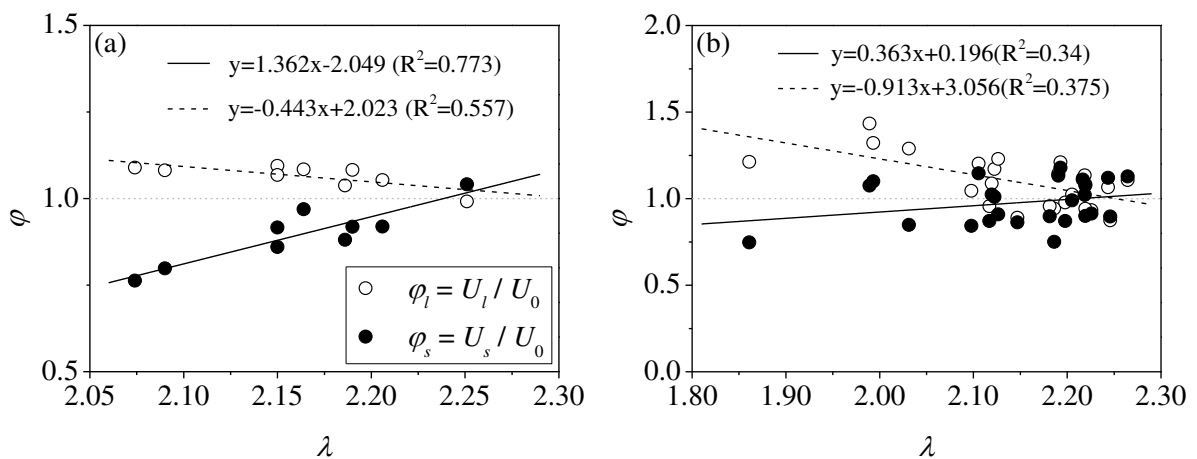 (a)
y=1.362x-2.049 (R²=0.773)
y=-0.443x+2.023 (R²=0.557)
φl = Ul / U0
φs = Us / U0
1.5
1.0
0.5
φ
2.05 2.10 2.15 2.20 2.25 2.30
λ
(b)
y=0.363x+0.196(R²=0.34)
y=-0.913x+3.056(R²=0.375)
2.0
1.5
1.0
0.5
0.0
φ
1.80 1.90 2.00 2.10 2.20 2.30
λ